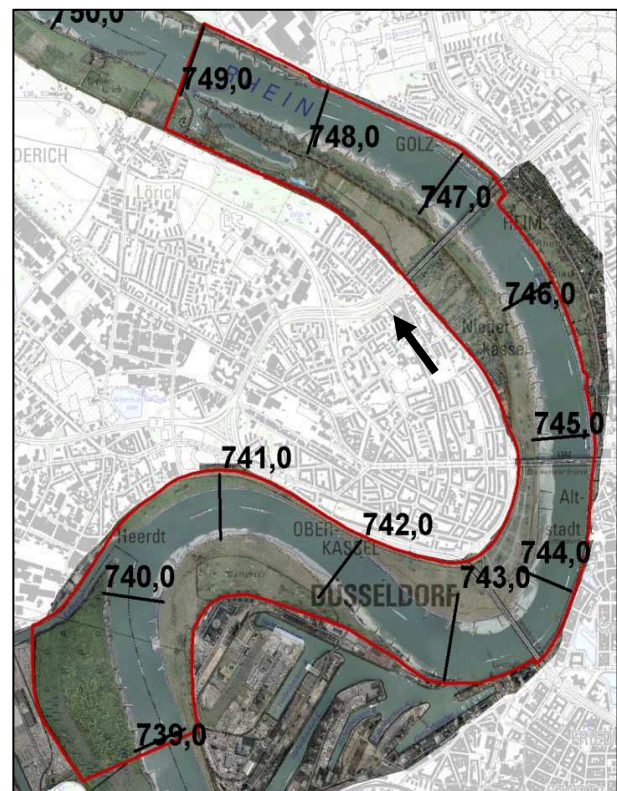 750,0
749,0
RHEIN
748,0
GOLZ-
DERICH
Lörick
747,0
HEIM
746,0
Nieder-
kassel
745,0
741,0
Alt-
stadt
742,0
OBER-
KASSEL
Heerdt
744,0
740,0
743,0
DÜSSELDORF
739,0